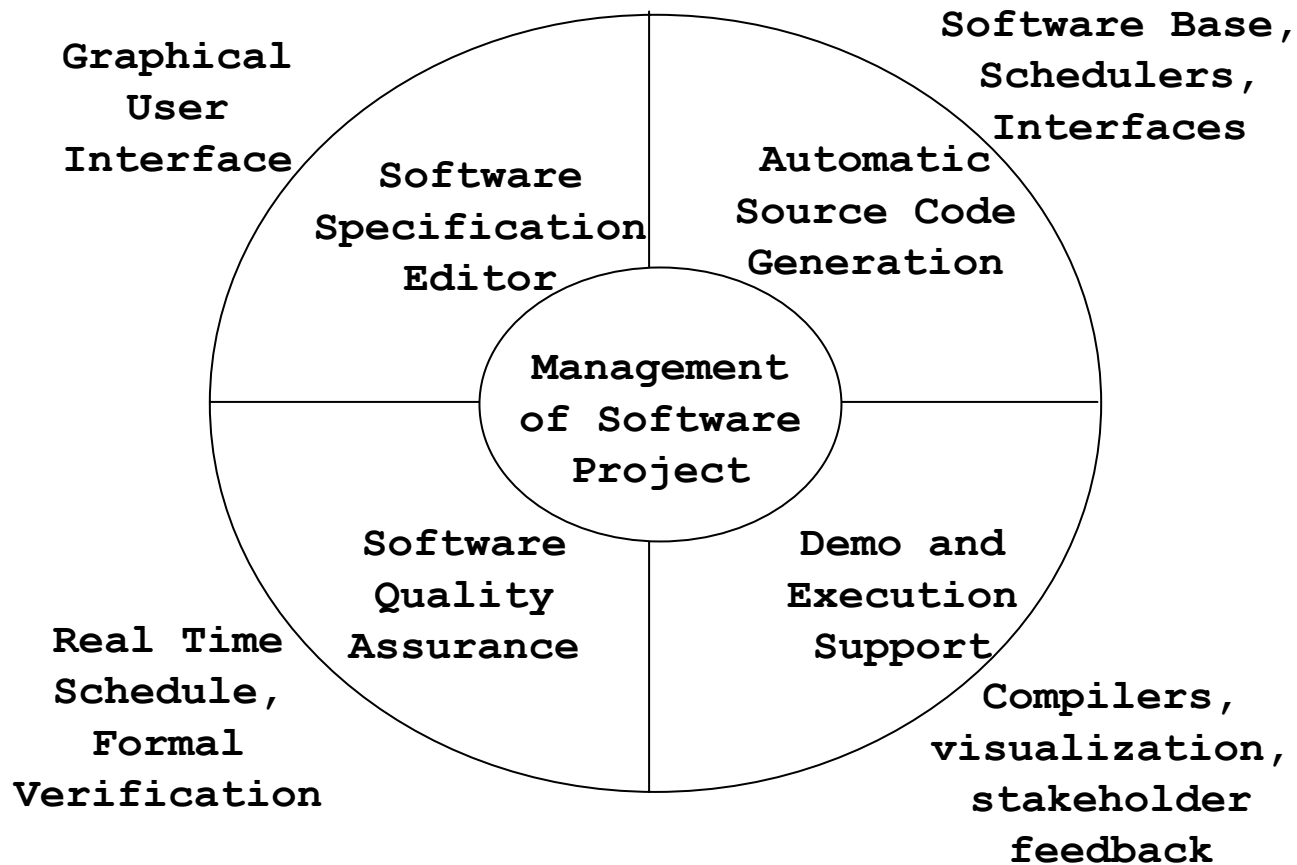 Graphical
User
Interface
Software Base,
Schedulers,
Interfaces
Software
Specification
Editor
Automatic
Source Code
Generation
Management
of Software
Project
Software
Quality
Assurance
Demo and
Execution
Support
Real Time
Schedule,
Formal
Verification
Compilers,
visualization,
stakeholder
feedback